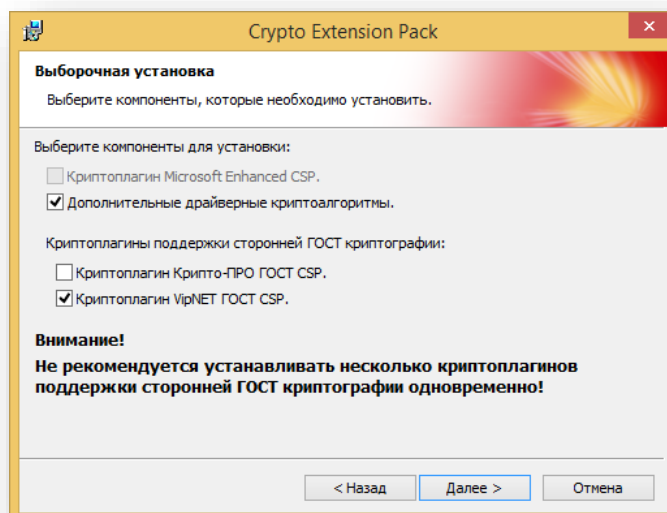 Crypto Extension Pack
Выборочная установка
Выберите компоненты, которые необходимо установить.
Выберите компоненты для установки:
Криптоплагин Microsoft Enhanced CSP.
Дополнительные драйверные криптоалгоритмы.
Криптоплагины поддержки сторонней ГОСТ криптографии:
Криптоплагин Крипто-ПРО ГОСТ CSP.
Криптоплагин VipNET ГОСТ CSP.
Внимание!
Не рекомендуется устанавливать несколько криптоплагинов
поддержки сторонней ГОСТ криптографии одновременно!
< Назад Далее > Отмена